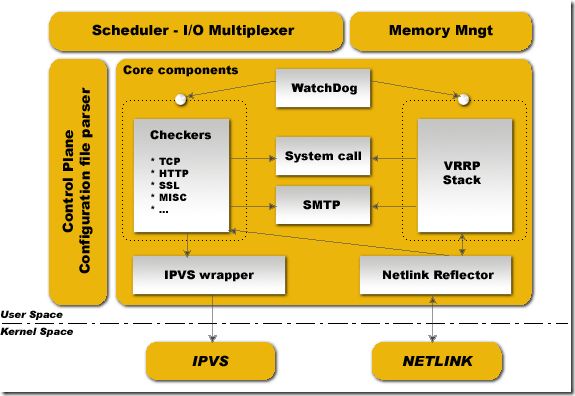 Scheduler - I/O Multiplexer
Memory Mngt
Control Plane
Configuration file parser
Core components
WatchDog
Checkers
* TCP
* HTTP
* SSL
* MISC
* ...
System call
SMTP
VRRP
Stack
IPVS wrapper
Netlink Reflector
User Space
Kernel Space
IPVS
NETLINK